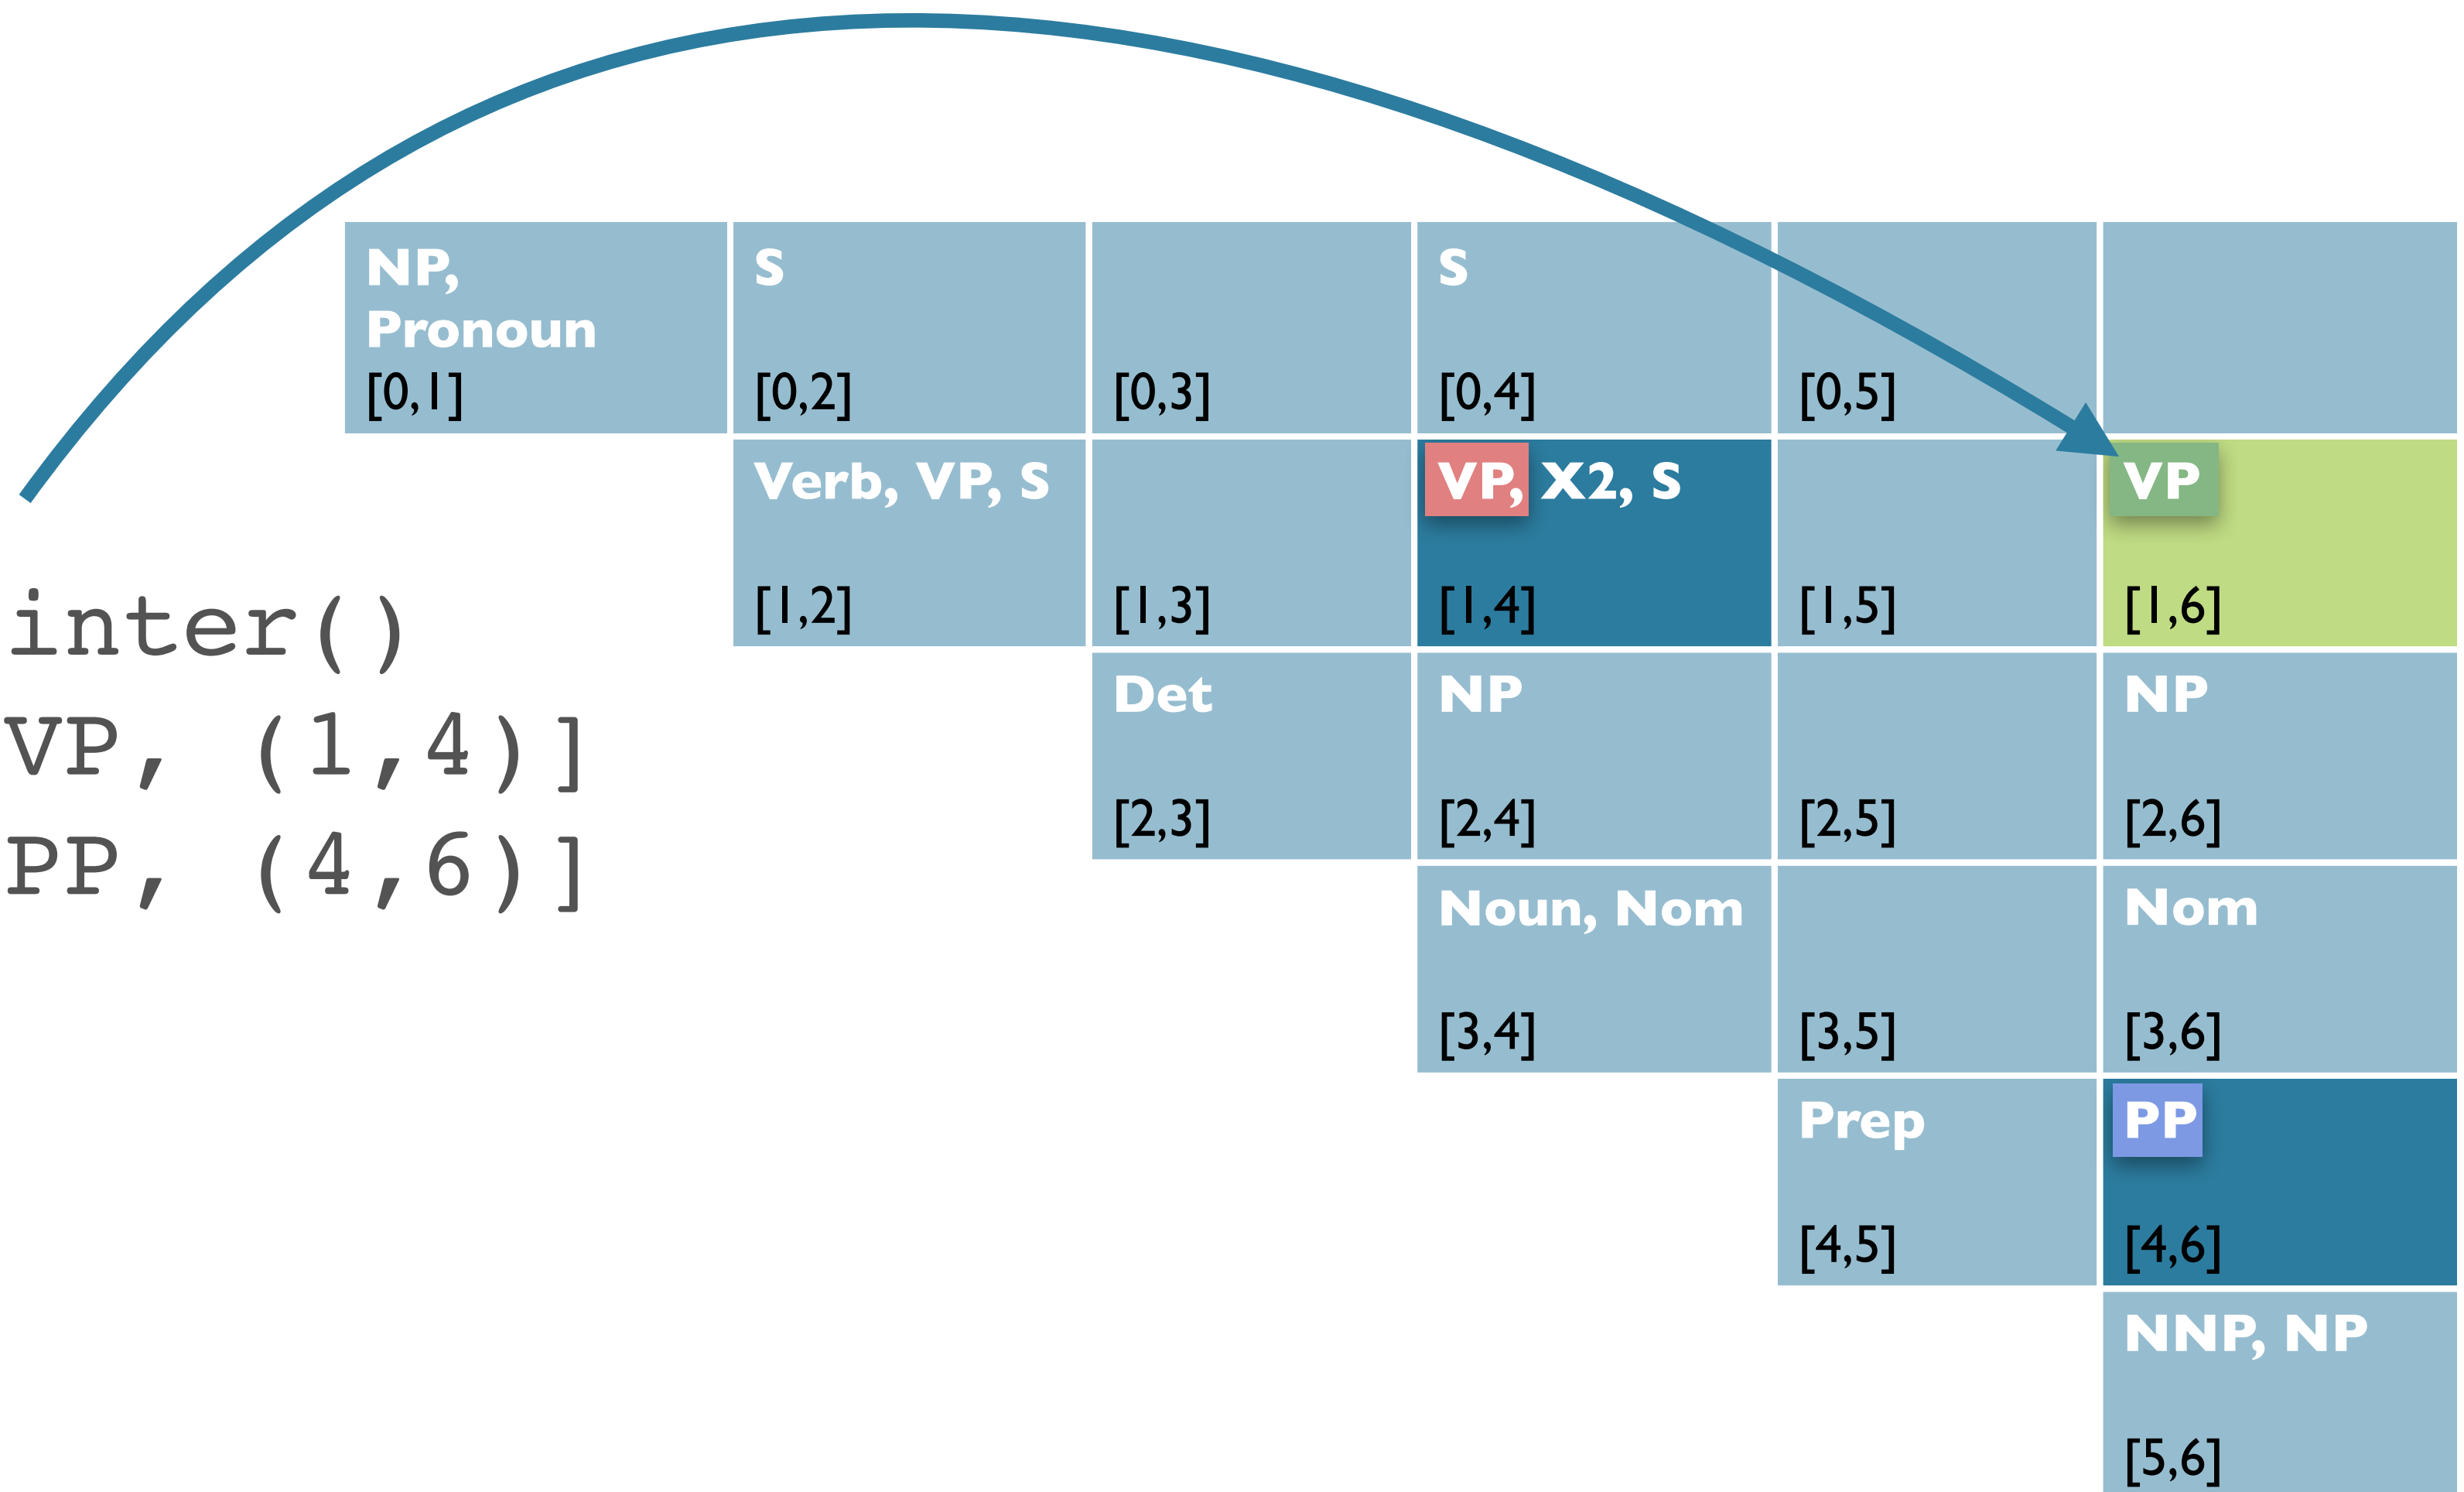 NP,
Pronoun
[0,1]
S
[0,2]
[0,3]
S
[0,4]
[0,5]
Verb, VP, S
[1,2]
[1,3]
VP, X2, S
[1,4]
[1,5]
VP
[1,6]
inter()
VP, (1,4)]
PP, (4,6)]
Det
[2,3]
NP
[2,4]
[2,5]
NP
[2,6]
Noun, Nom
[3,4]
[3,5]
Nom
[3,6]
Prep
[4,5]
PP
[4,6]
NNP, NP
[5,6]